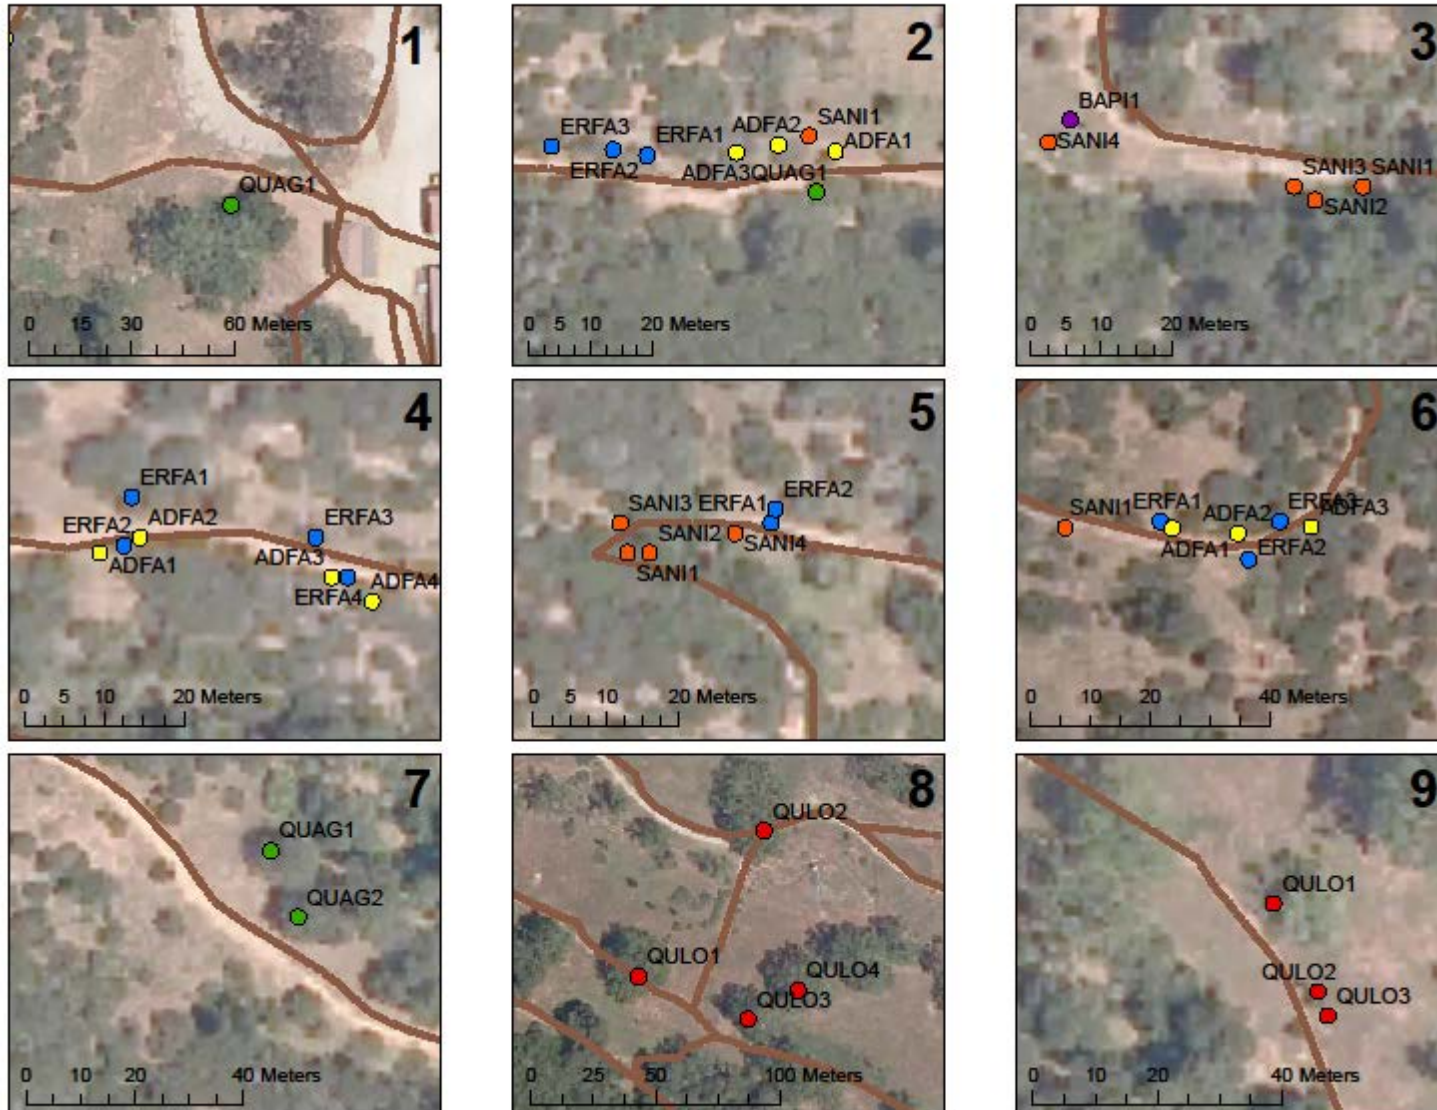 1
QUAG1
0 15 30 60 Meters
2
ERFA3 ERFA1 ADFA2 SANI1 ADFA1
ERFA2 ADFA3 QUAG1
0 5 10 20 Meters
3
BAPI1
SANI4
SANI3 SANI1
SANI2
0 5 10 20 Meters
4
ERFA1
ERFA2 ADFA2 ERFA3
ADFA1 ADFA3
ERFA4 ADFA4
0 5 10 20 Meters
5
SANI3 ERFA1 ERFA2
SANI2 SANI4
SANI1
0 5 10 20 Meters
6
SANI1 ERFA1 ADFA2 ERFA3 ADFA3
ADFA1 ERFA2
0 10 20 40 Meters
7
QUAG1
QUAG2
0 10 20 40 Meters
8
QULO2
QULO1 QULO4
QULO3
0 25 50 100 Meters
9
QULO1
QULO2
QULO3
0 10 20 40 Meters